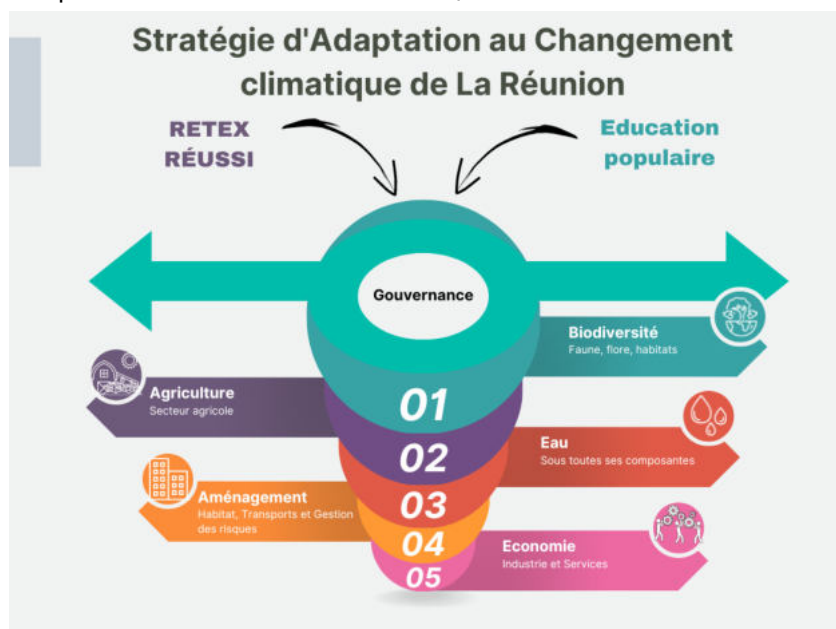 Stratégie d'Adaptation au Changement
climatique de La Réunion
RETEX
RÉUSSI
Education
populaire
Gouvernance
Biodiversité
Faune, flore, habitats
Agriculture
Secteur agricole
01
Eau
Sous toutes ses composantes
02
Aménagement
Habitat, Transports et Gestion
des risques
03
04
Economie
Industrie et Services
05